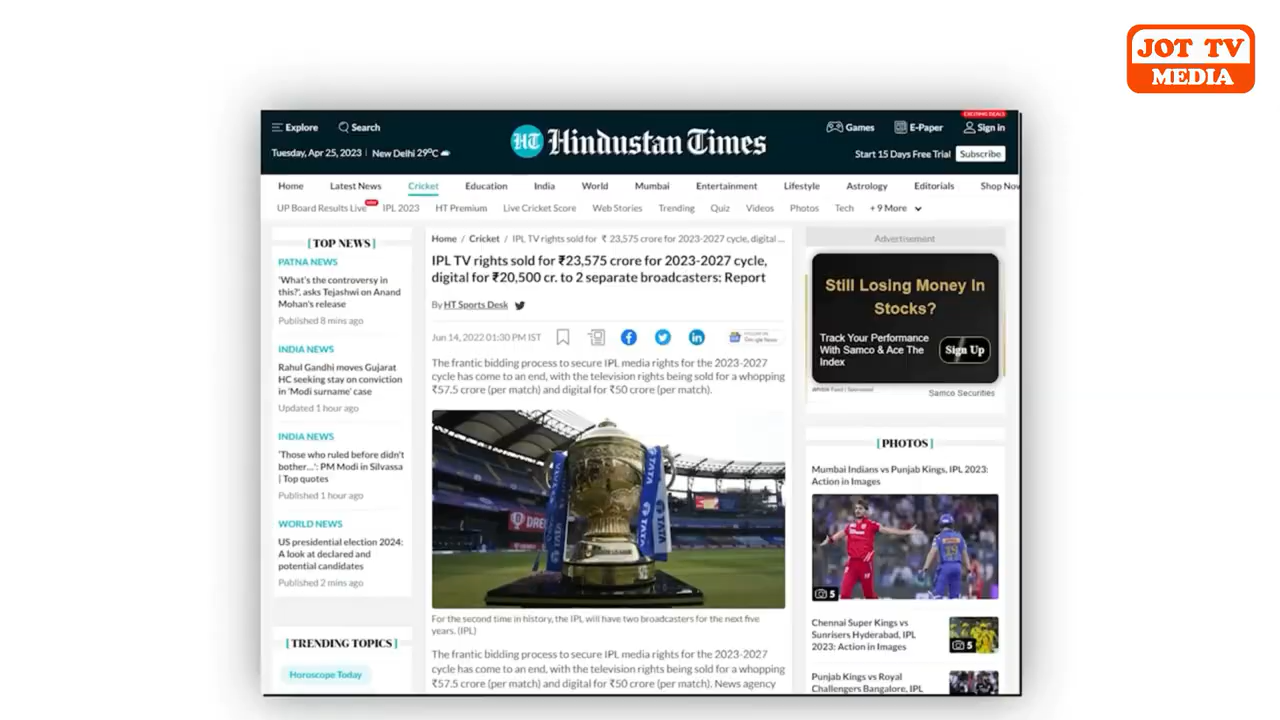 JOT TV
MEDIA
EXCITING DEALS
Explore
Search
HT Hindustan Times
Games
E-Paper
Sign in
Tuesday, Apr 25, 2023 | New Delhi 29°C
Start 15 Days Free Trial
Subscribe
Home Latest News Cricket Education India World Mumbai Entertainment Lifestyle Astrology Editorials Shop Now
UP Board Results Live IPL 2023 HT Premium Live Cricket Score Web Stories Trending Quiz Videos Photos Tech + 9 More
[ TOP NEWS ]
PATNA NEWS
'What's the controversy in
this?', asks Tejashwi on Anand
Mohan's release
Published 8 mins ago
INDIA NEWS
Rahul Gandhi moves Gujarat
HC seeking stay on conviction
in 'Modi surname' case
Updated 1 hour ago
INDIA NEWS
'Those who ruled before didn't
bother...': PM Modi in Silvassa
| Top quotes
Published 1 hour ago
WORLD NEWS
US presidential election 2024:
A look at declared and
potential candidates
Published 2 mins ago
[ TRENDING TOPICS ]
Horoscope Today
Home / Cricket / IPL TV rights sold for ₹ 23,575 crore for 2023-2027 cycle, digital ...
IPL TV rights sold for ₹23,575 crore for 2023-2027 cycle,
digital for ₹20,500 cr. to 2 separate broadcasters: Report
By HT Sports Desk
Jun 14, 2022 01:30 PM IST
FOLLOW ON
Google News
The frantic bidding process to secure IPL media rights for the 2023-2027
cycle has come to an end, with the television rights being sold for a whopping
₹57.5 crore (per match) and digital for ₹50 crore (per match).
TATA
TATA
TATA
DRE
For the second time in history, the IPL will have two broadcasters for the next five
years. (IPL)
The frantic bidding process to secure IPL media rights for the 2023-2027
cycle has come to an end, with the television rights being sold for a whopping
₹57.5 crore (per match) and digital for ₹50 crore (per match). News agency
Advertisement
Still Losing Money In
Stocks?
Track Your Performance
With Samco & Ace The
Index
Sign Up
Samco Securities
[ PHOTOS ]
Mumbai Indians vs Punjab Kings, IPL 2023:
Action in Images
5
Chennai Super Kings vs
Sunrisers Hyderabad, IPL
2023: Action in Images
5
Punjab Kings vs Royal
Challengers Bangalore, IPL